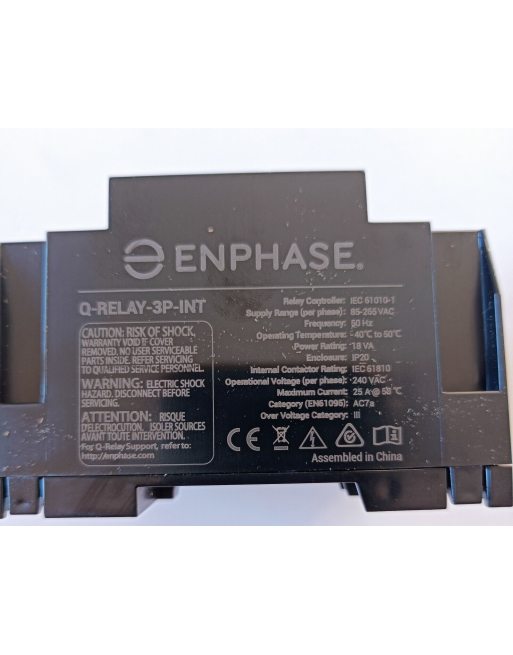 ENPHASE.
Q-RELAY-3P-INT
CAUTION: RISK OF SHOCK.
WARRANTY VOID IF COVER
REMOVED. NO USER SERVICEABLE
PARTS INSIDE. REFER SERVICING
TO QUALIFIED SERVICE PERSONNEL.
WARNING: ELECTRIC SHOCK
HAZARD. DISCONNECT BEFORE
SERVICING.
ATTENTION: RISQUE
D'ELECTROCUTION. ISOLER SOURCES
AVANT TOUTE INTERVENTION.
For Q-Relay Support, refer to:
http://enphase.com
Relay Controller: IEC 61010-1
Supply Range (per phase): 85-255 VAC
Frequency: 50 Hz
Operating Temperature: -40°C to 50°C
Power Rating: 18 VA
Enclosure: IP20
Internal Contactor Rating: IEC 61810
Operational Voltage (per phase): 240 VAC
Maximum Current: 25 A @ 50 °C
Category (EN61095): AC7a
Over Voltage Category: III
CE
Assembled in China